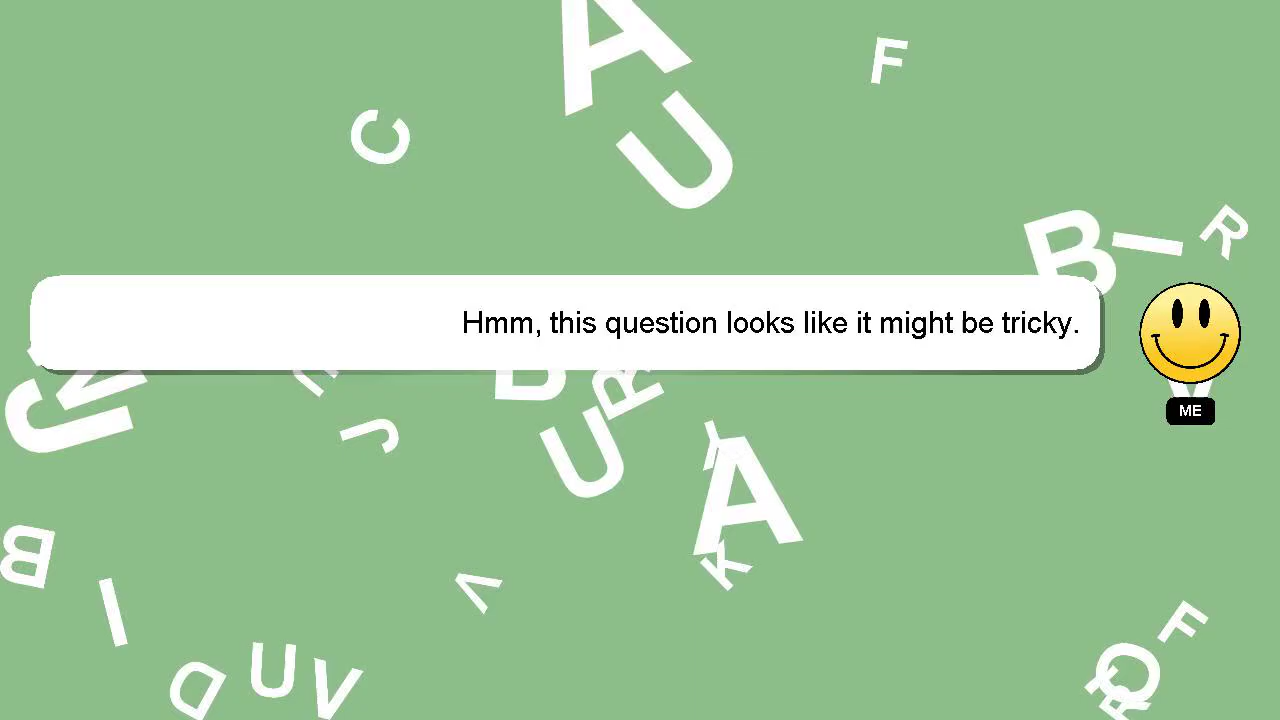 A
F
C
U
B I R
Hmm, this question looks like it might be tricky.
ME
J
R
J
U
A
K
B
I
V
F
D U V
Q
R